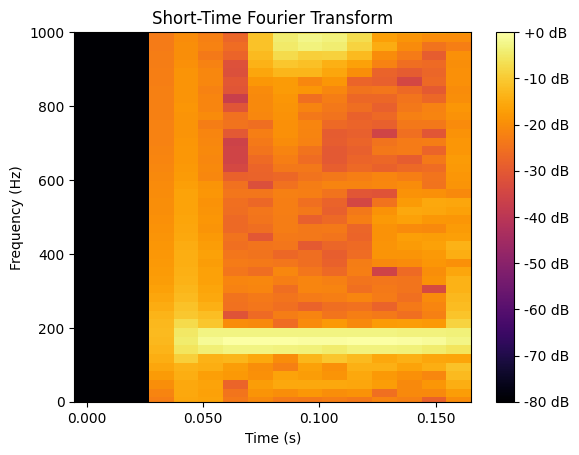 Short-Time Fourier Transform
Frequency (Hz)
1000
800
600
400
200
0
0.000
0.050
0.100
0.150
Time (s)
+0 dB
-10 dB
-20 dB
-30 dB
-40 dB
-50 dB
-60 dB
-70 dB
-80 dB